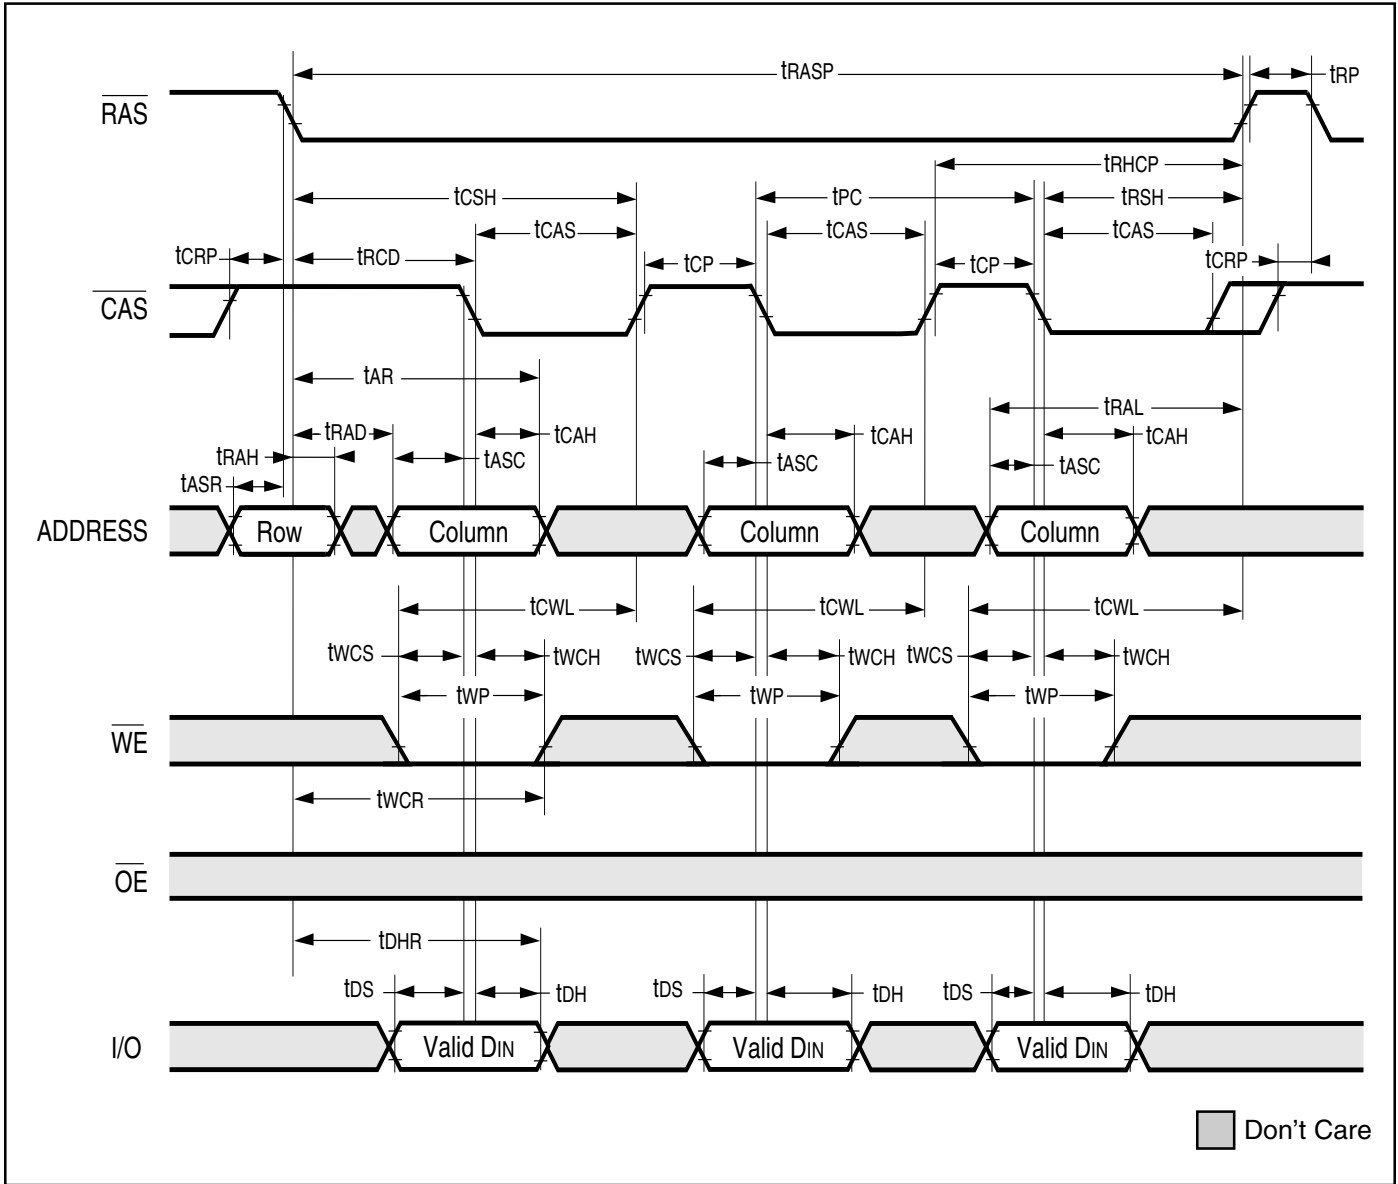 tRASP tRP
RAS
tRHCP
tCSH tPC tRSH
tCAS tCAS tCAS
tCRP tRCD tCP tCP tCRP
CAS
tAR
tRAL
tRAD tCAH tCAH tCAH
tRAH tASC tASC tASC
tASR
ADDRESS Row Column Column Column
tCWL tCWL tCWL
tWCS tWCH tWCS tWCH tWCS tWCH
tWP tWP tWP
WE
tWCR
OE
tDHR
tDS tDH tDS tDH tDS tDH
I/O Valid DIN Valid DIN Valid DIN
Don't Care